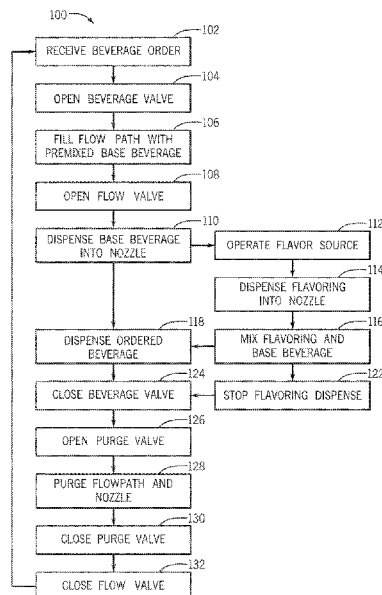 100
102
RECEIVE BEVERAGE ORDER
104
OPEN BEVERAGE VALVE
106
FILL FLOW PATH WITH
PREMIXED BASE BEVERAGE
108
OPEN FLOW VALVE
110
DISPENSE BASE BEVERAGE
INTO NOZZLE
112
OPERATE FLAVOR SOURCE
114
DISPENSE FLAVORING
INTO NOZZLE
118
DISPENSE ORDERED
BEVERAGE
116
MIX FLAVORING AND
BASE BEVERAGE
124
CLOSE BEVERAGE VALVE
122
STOP FLAVORING DISPENSE
126
OPEN PURGE VALVE
128
PURGE FLOWPATH AND
NOZZLE
130
CLOSE PURGE VALVE
132
CLOSE FLOW VALVE